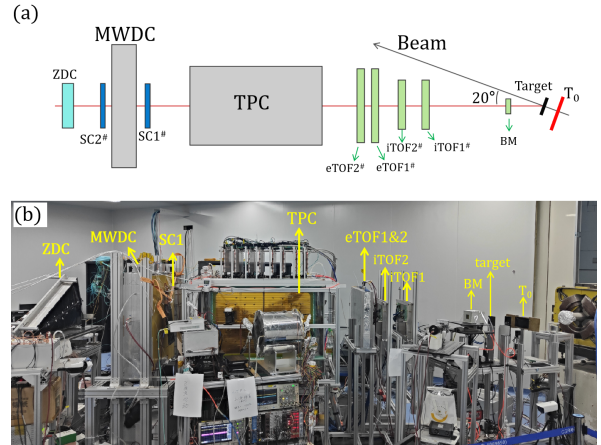 (a)
MWDC
ZDC
SC2#
SC1#
TPC
Beam
20°
Target
T0
BM
iTOF2#
iTOF1#
eTOF2#
eTOF1#
(b)
ZDC
MWDC
SC1
TPC
eTOF1&2
iTOF2
iTOF1
BM
target
T0